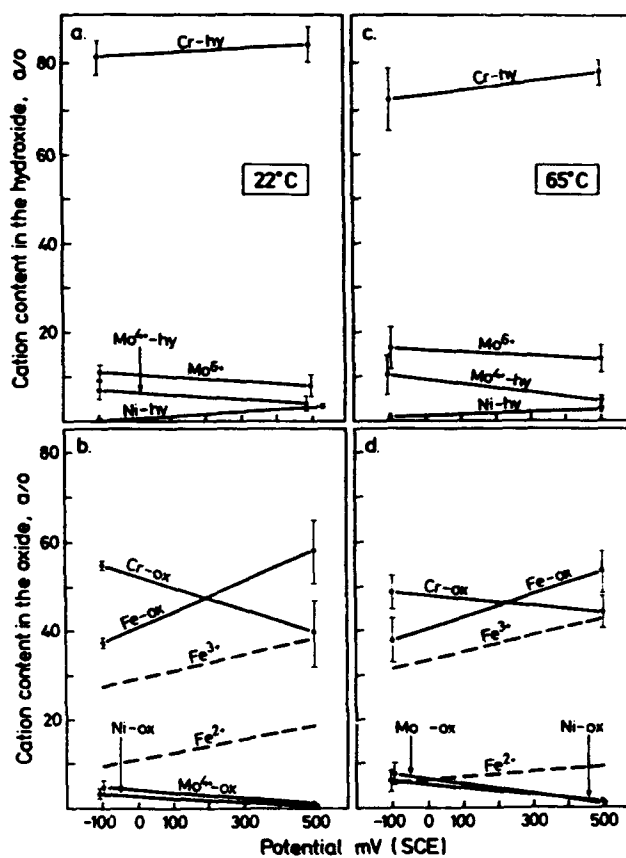 Cation content in the hydroxide, a/o
80
60
40
20
a.
Cr-hy
22°C
Mo⁴⁺-hy
Mo⁶⁺
Ni-hy
c.
Cr-hy
65°C
Mo⁶⁺
Mo⁴⁺-hy
Ni-hy
Cation content in the oxide, a/o
80
60
40
20
b.
Cr-ox
Fe-ox
Fe³⁺
Ni-ox
Fe²⁺
Mo⁴⁺-ox
-100 0 100 300 500
d.
Cr-ox
Fe-ox
Fe³⁺
Mo -ox
Ni-ox
Fe²⁺
-100 0 100 300 500
Potential mV (SCE)